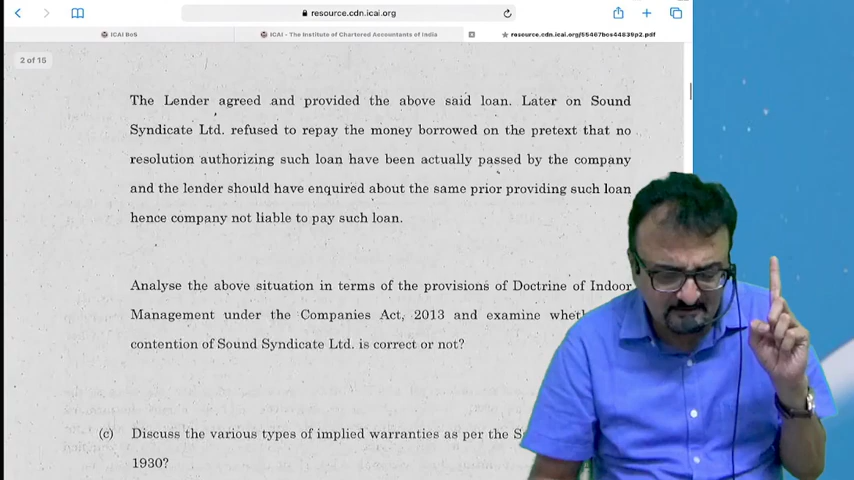 resource.cdn.icai.org
ICAI BoS
ICAI - The Institute of Chartered Accountants of India
resource.cdn.icai.org/55467bos44839p2.pdf
2 of 15
The Lender agreed and provided the above said loan. Later on Sound
Syndicate Ltd. refused to repay the money borrowed on the pretext that no
resolution authorizing such loan have been actually passed by the company
and the lender should have enquired about the same prior providing such loan
hence company not liable to pay such loan.
Analyse the above situation in terms of the provisions of Doctrine of Indoor
Management under the Companies Act, 2013 and examine
contention of Sound Syndicate Ltd. is correct or not?
(c) Discuss the various types of implied warranties as per the
1930?